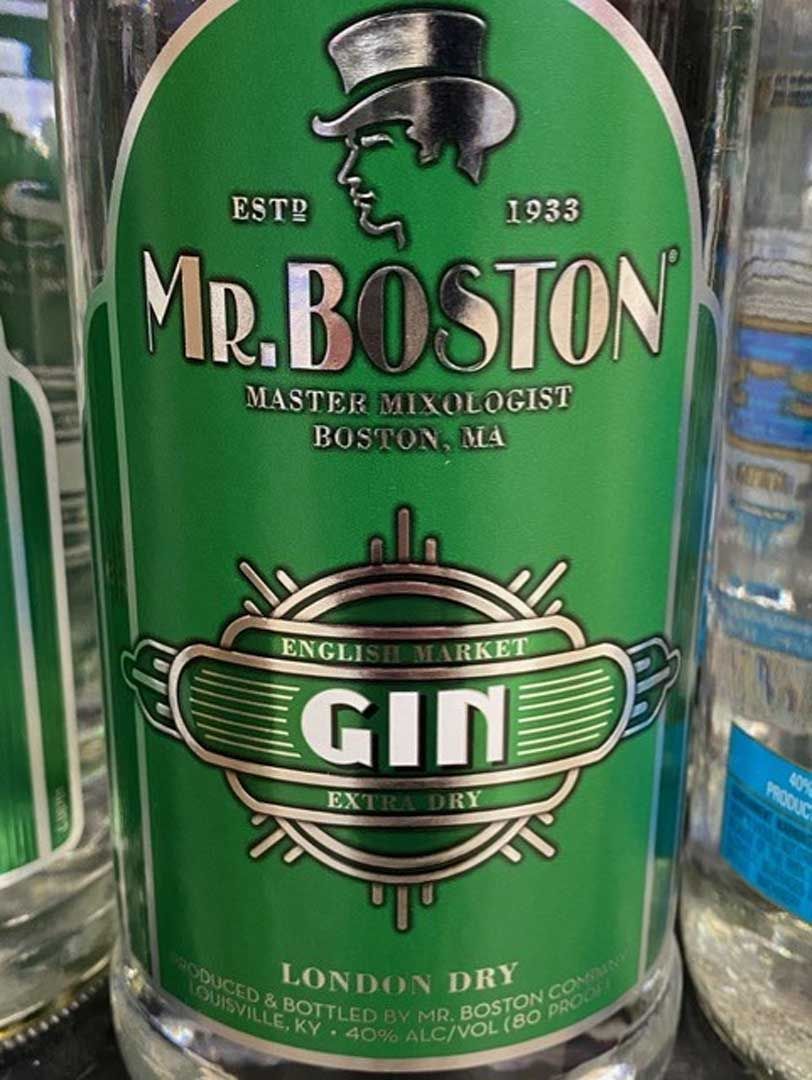 ESTD 1933
MR. BOSTON®
MASTER MIXOLOGIST
BOSTON, MA
ENGLISH MARKET
GIN
EXTRA DRY
LONDON DRY
PRODUCED & BOTTLED BY MR. BOSTON COMPANY
LOUISVILLE, KY • 40% ALC/VOL (80 PROOF)
40%